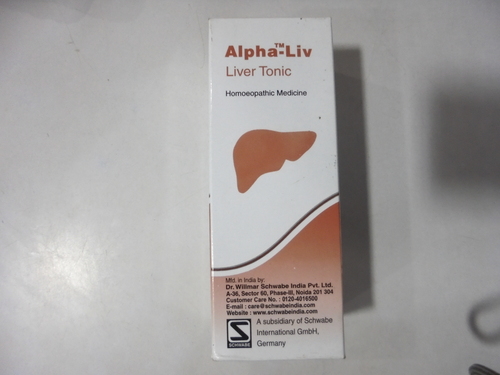 Alpha-Liv™
Liver Tonic
Homoeopathic Medicine
Mfd. in India by:
Dr. Willmar Schwabe India Pvt. Ltd.
A-36, Sector 60, Phase-III, Noida 201 304
Customer Care No. : 0120-4016500
E-mail : care@schwabeindia.com
Website : www.schwabeindia.com
S
SCHWABE
A subsidiary of Schwabe
International GmbH,
Germany